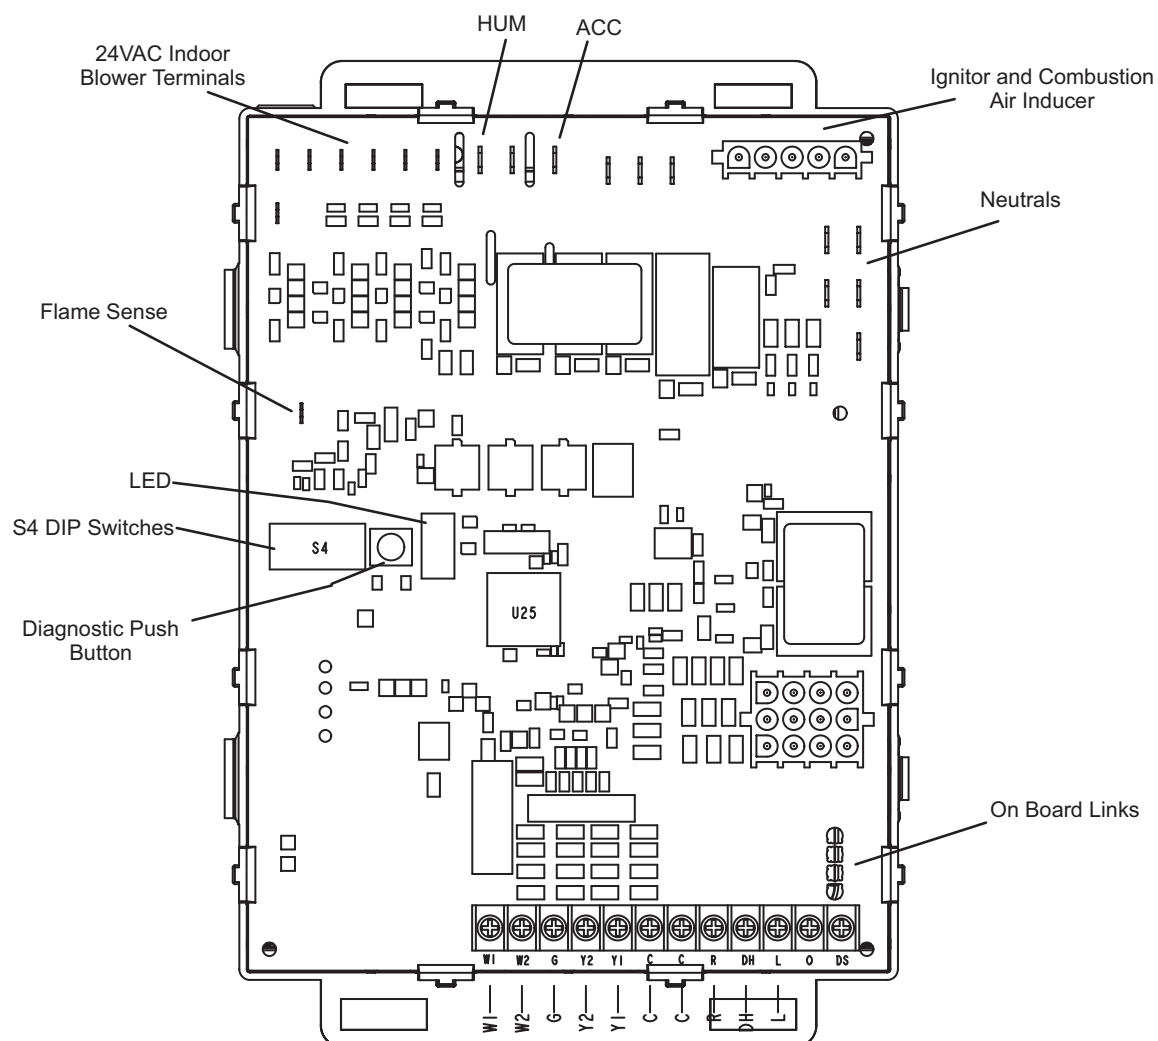 HUM
ACC
24VAC Indoor
Blower Terminals
Ignitor and Combustion
Air Inducer
Neutrals
Flame Sense
LED
S4 DIP Switches
S4
U25
Diagnostic Push
Button
On Board Links
W1 W2 G Y2 Y1 C C R DH L O DS
W1 W2 G Y2 Y1 C C R DH L